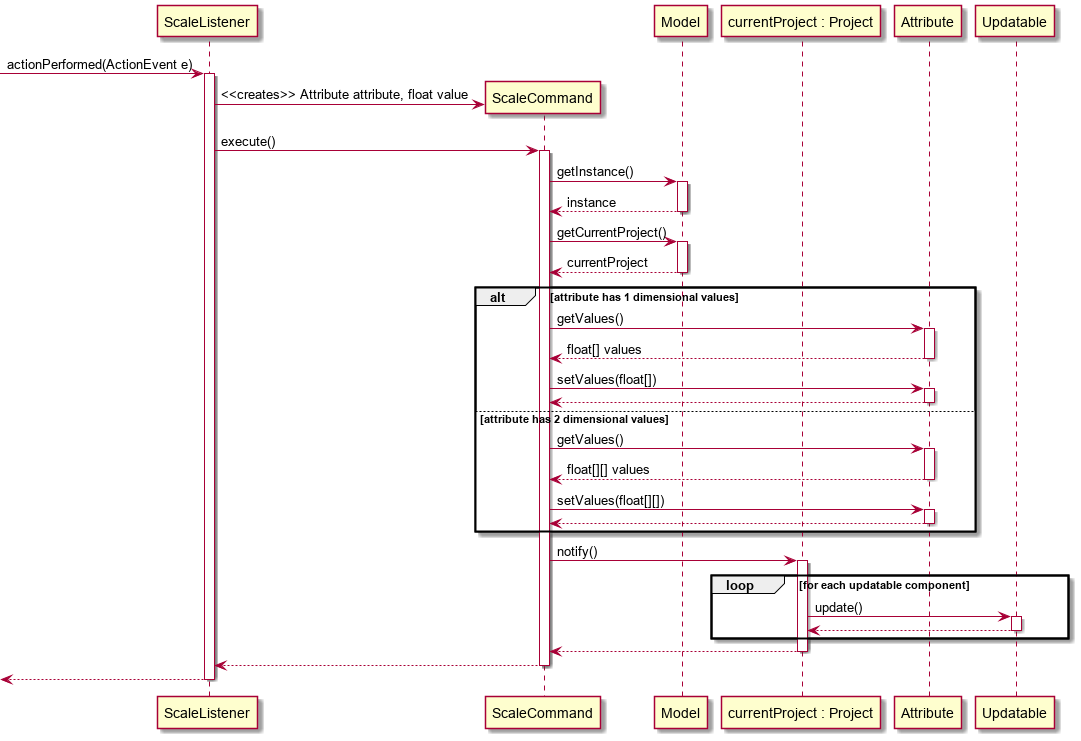 ScaleListener
Model
currentProject : Project
Attribute
Updatable
actionPerformed(ActionEvent e)
<<creates>> Attribute attribute, float value
ScaleCommand
execute()
getInstance()
instance
getCurrentProject()
currentProject
alt
[attribute has 1 dimensional values]
getValues()
float[] values
setValues(float[])
[attribute has 2 dimensional values]
getValues()
float[][] values
setValues(float[][])
notify()
loop
[for each updatable component]
update()
ScaleListener
ScaleCommand
Model
currentProject : Project
Attribute
Updatable